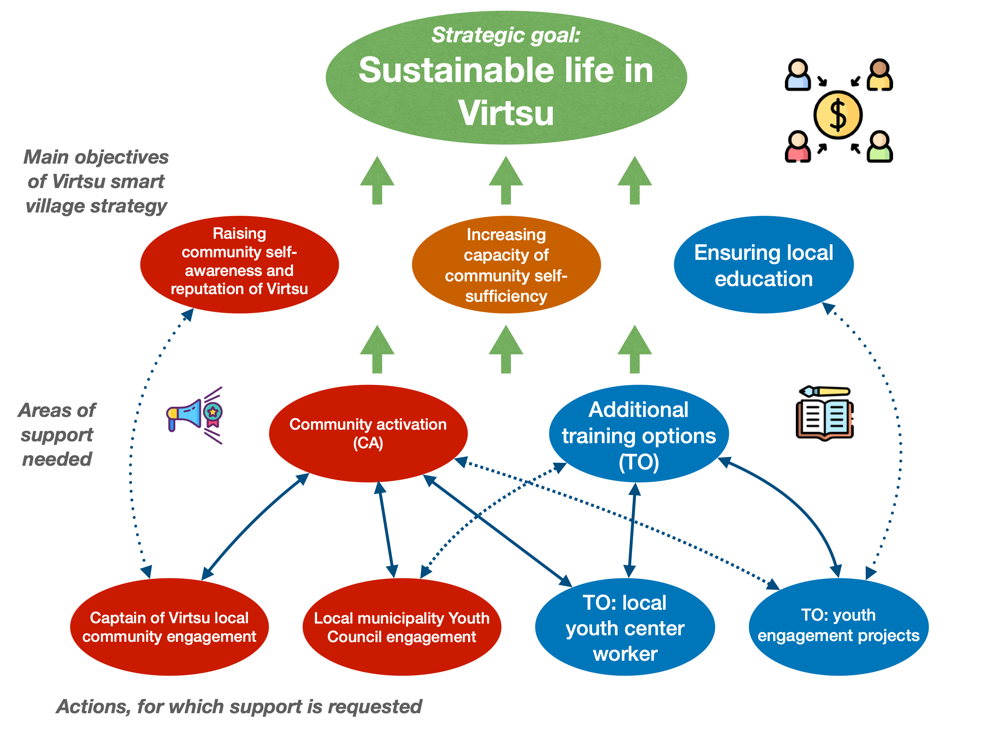 Strategic goal:
Sustainable life in
Virtsu
Main objectives
of Virtsu smart
village strategy
Raising
community self-
awareness and
reputation of Virtsu
Increasing
capacity of
community self-
sufficiency
Ensuring local
education
Areas of
support
needed
Community activation
(CA)
Additional
training options
(TO)
Captain of Virtsu local
community engagement
Local municipality Youth
Council engagement
TO: local
youth center
worker
TO: youth
engagement projects
Actions, for which support is requested